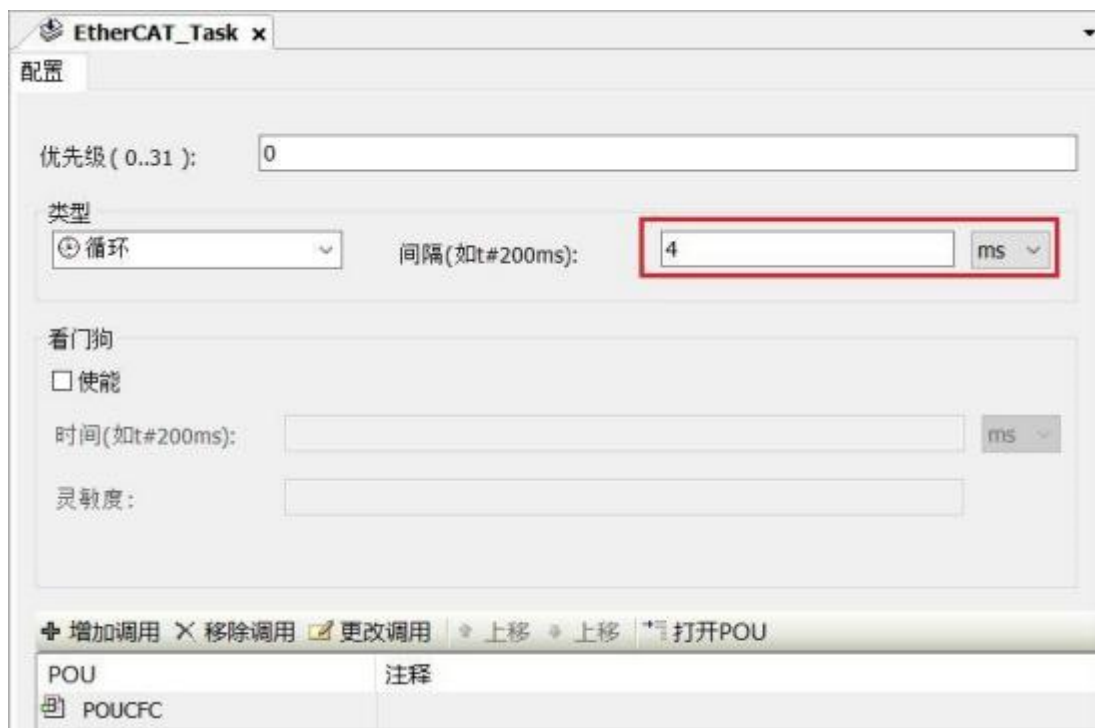 EtherCAT_Task x
配置
优先级 ( 0..31 ): 0
类型
循环 间隔(如t#200ms): 4 ms
看门狗
使能
时间(如t#200ms): ms
灵敏度:
增加调用 移除调用 更改调用 上移 上移 打开POU
POU 注释
POUCFC